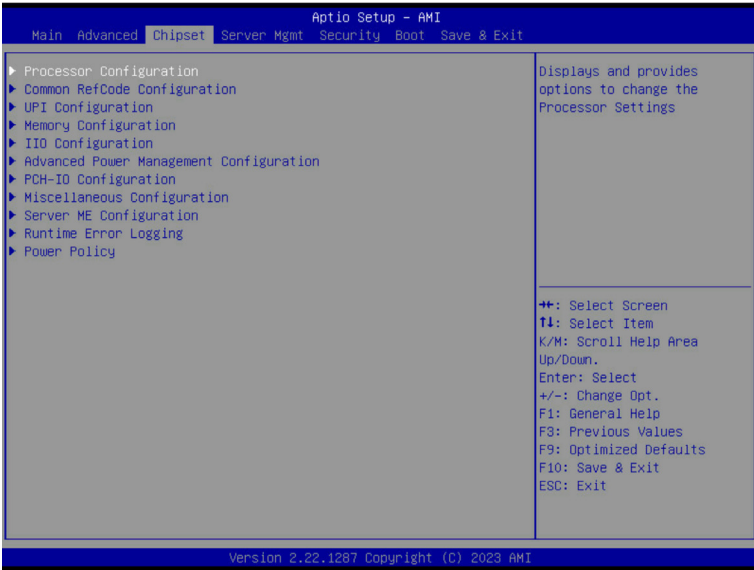 Aptio Setup – AMI
Main Advanced Chipset Server Mgmt Security Boot Save & Exit
Processor Configuration
Common RefCode Configuration
UPI Configuration
Memory Configuration
IIO Configuration
Advanced Power Management Configuration
PCH-IO Configuration
Miscellaneous Configuration
Server ME Configuration
Runtime Error Logging
Power Policy
Displays and provides
options to change the
Processor Settings
→←: Select Screen
↑↓: Select Item
K/M: Scroll Help Area
Up/Down.
Enter: Select
+/-: Change Opt.
F1: General Help
F3: Previous Values
F9: Optimized Defaults
F10: Save & Exit
ESC: Exit
Version 2.22.1287 Copyright (C) 2023 AMI